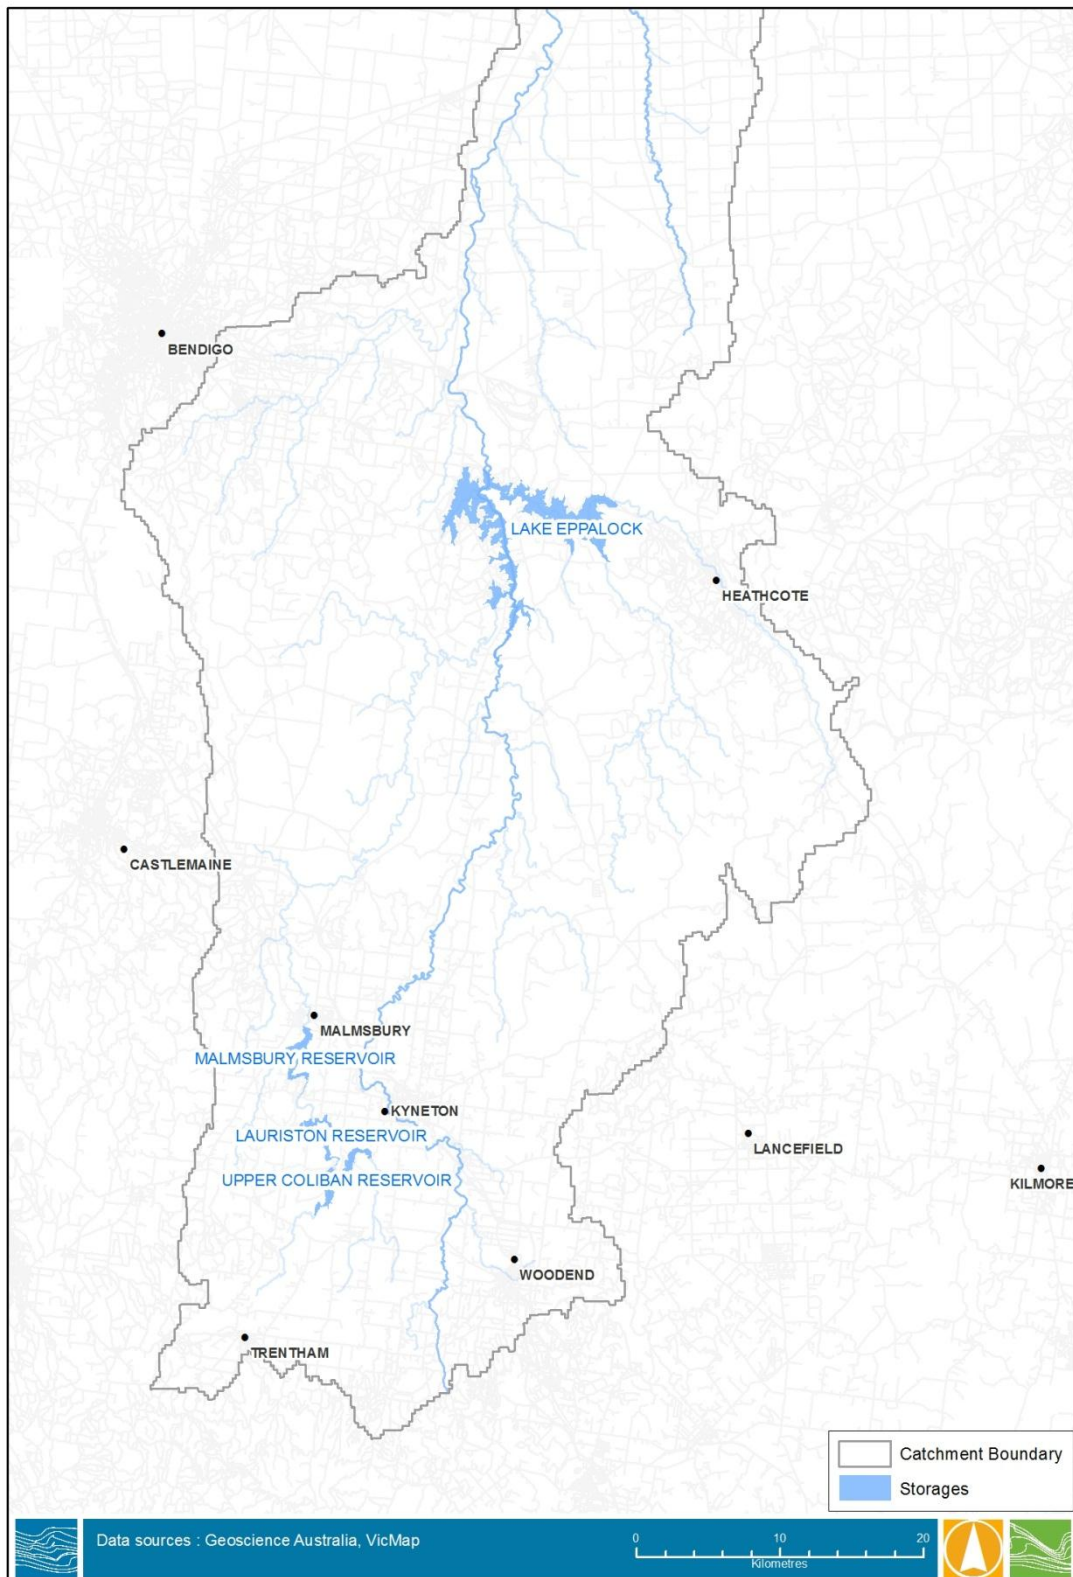 BENDIGO
LAKE EPPALOCK
HEATHCOTE
CASTLEMAINE
MALMSBURY
MALMSBURY RESERVOIR
KYNETON
LAURISTON RESERVOIR
LANCEFIELD
UPPER COLIBAN RESERVOIR
KILMORE
WOODEND
TRENTHAM
Catchment Boundary
Storages
Data sources : Geoscience Australia, VicMap
0 10 20
Kilometres